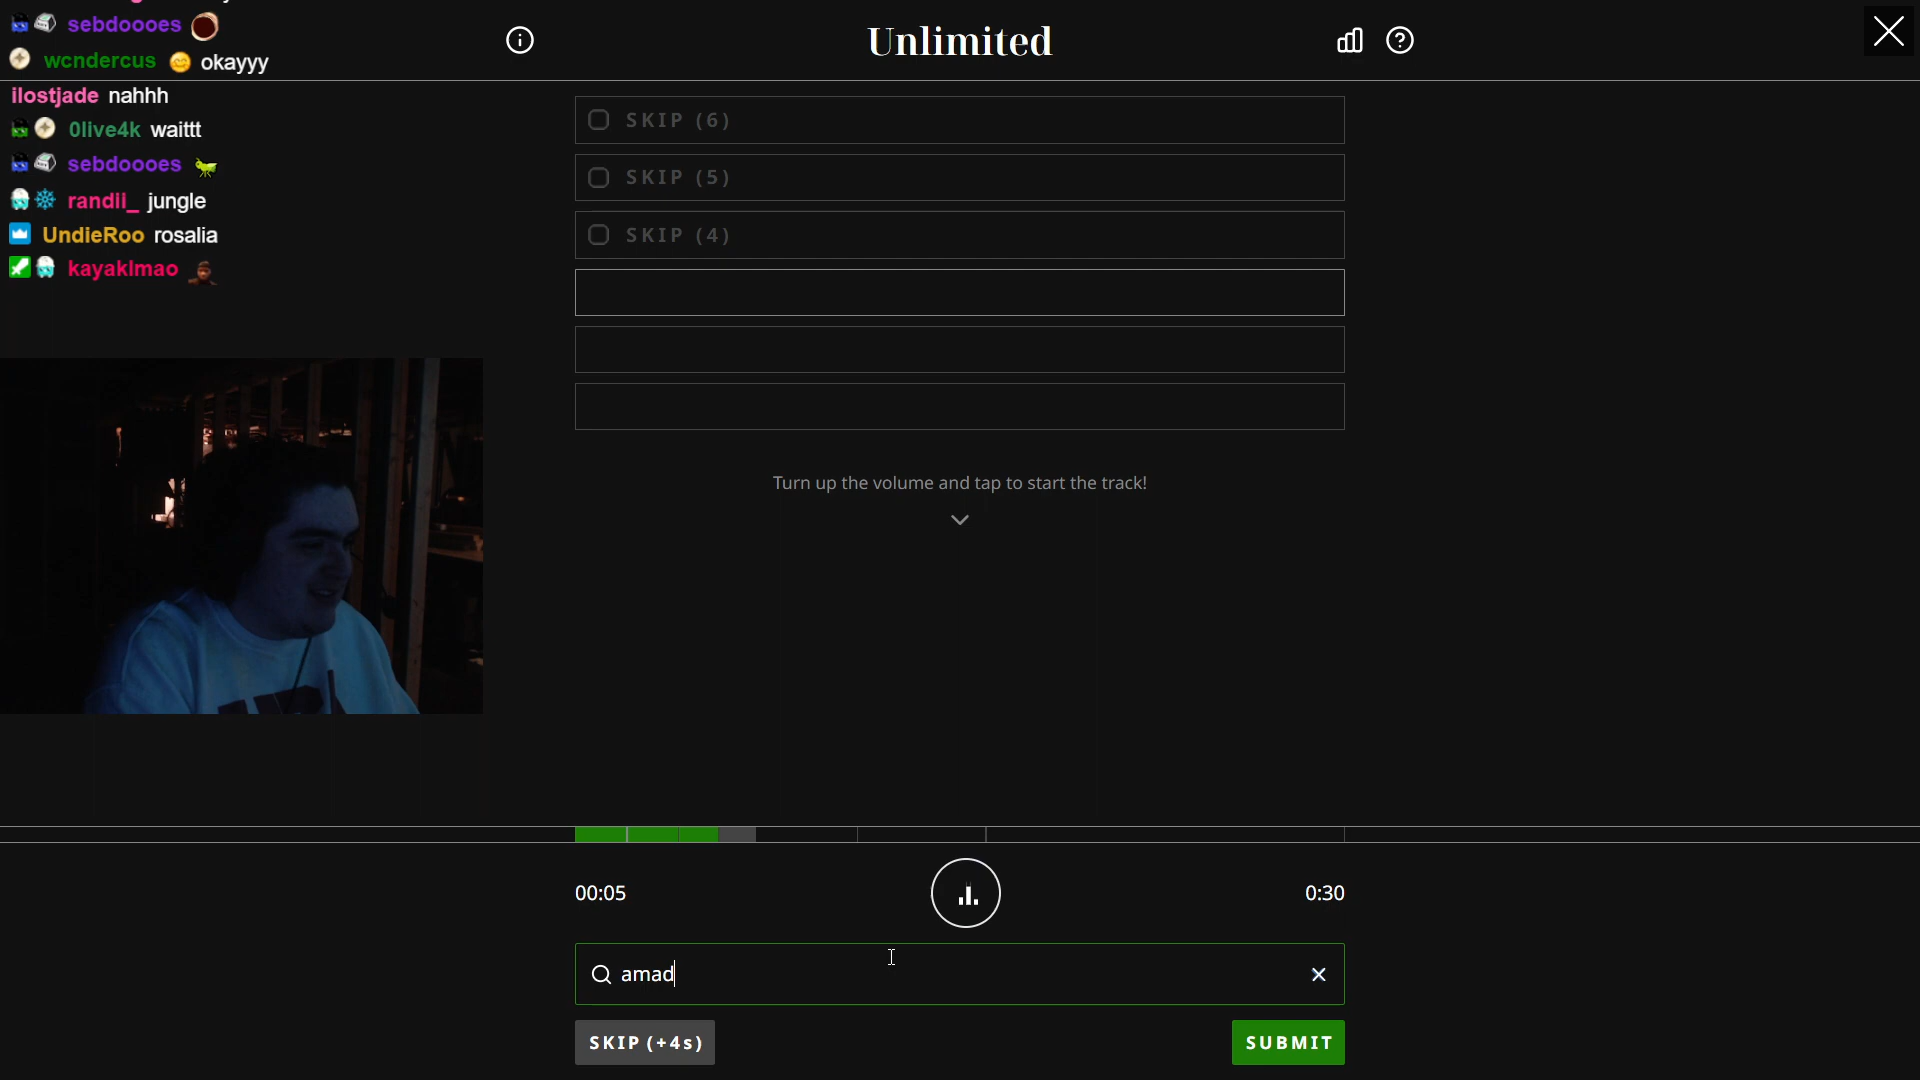 sebdoooes
wcndercus okayyy
ilostjade nahhh
0live4k waittt
sebdoooes
randli_ jungle
UndieRoo rosalia
kayaklmao
Unlimited
SKIP (6)
SKIP (5)
SKIP (4)
Turn up the volume and tap to start the track!
00:05
0:30
amad
SKIP (+4s)
SUBMIT